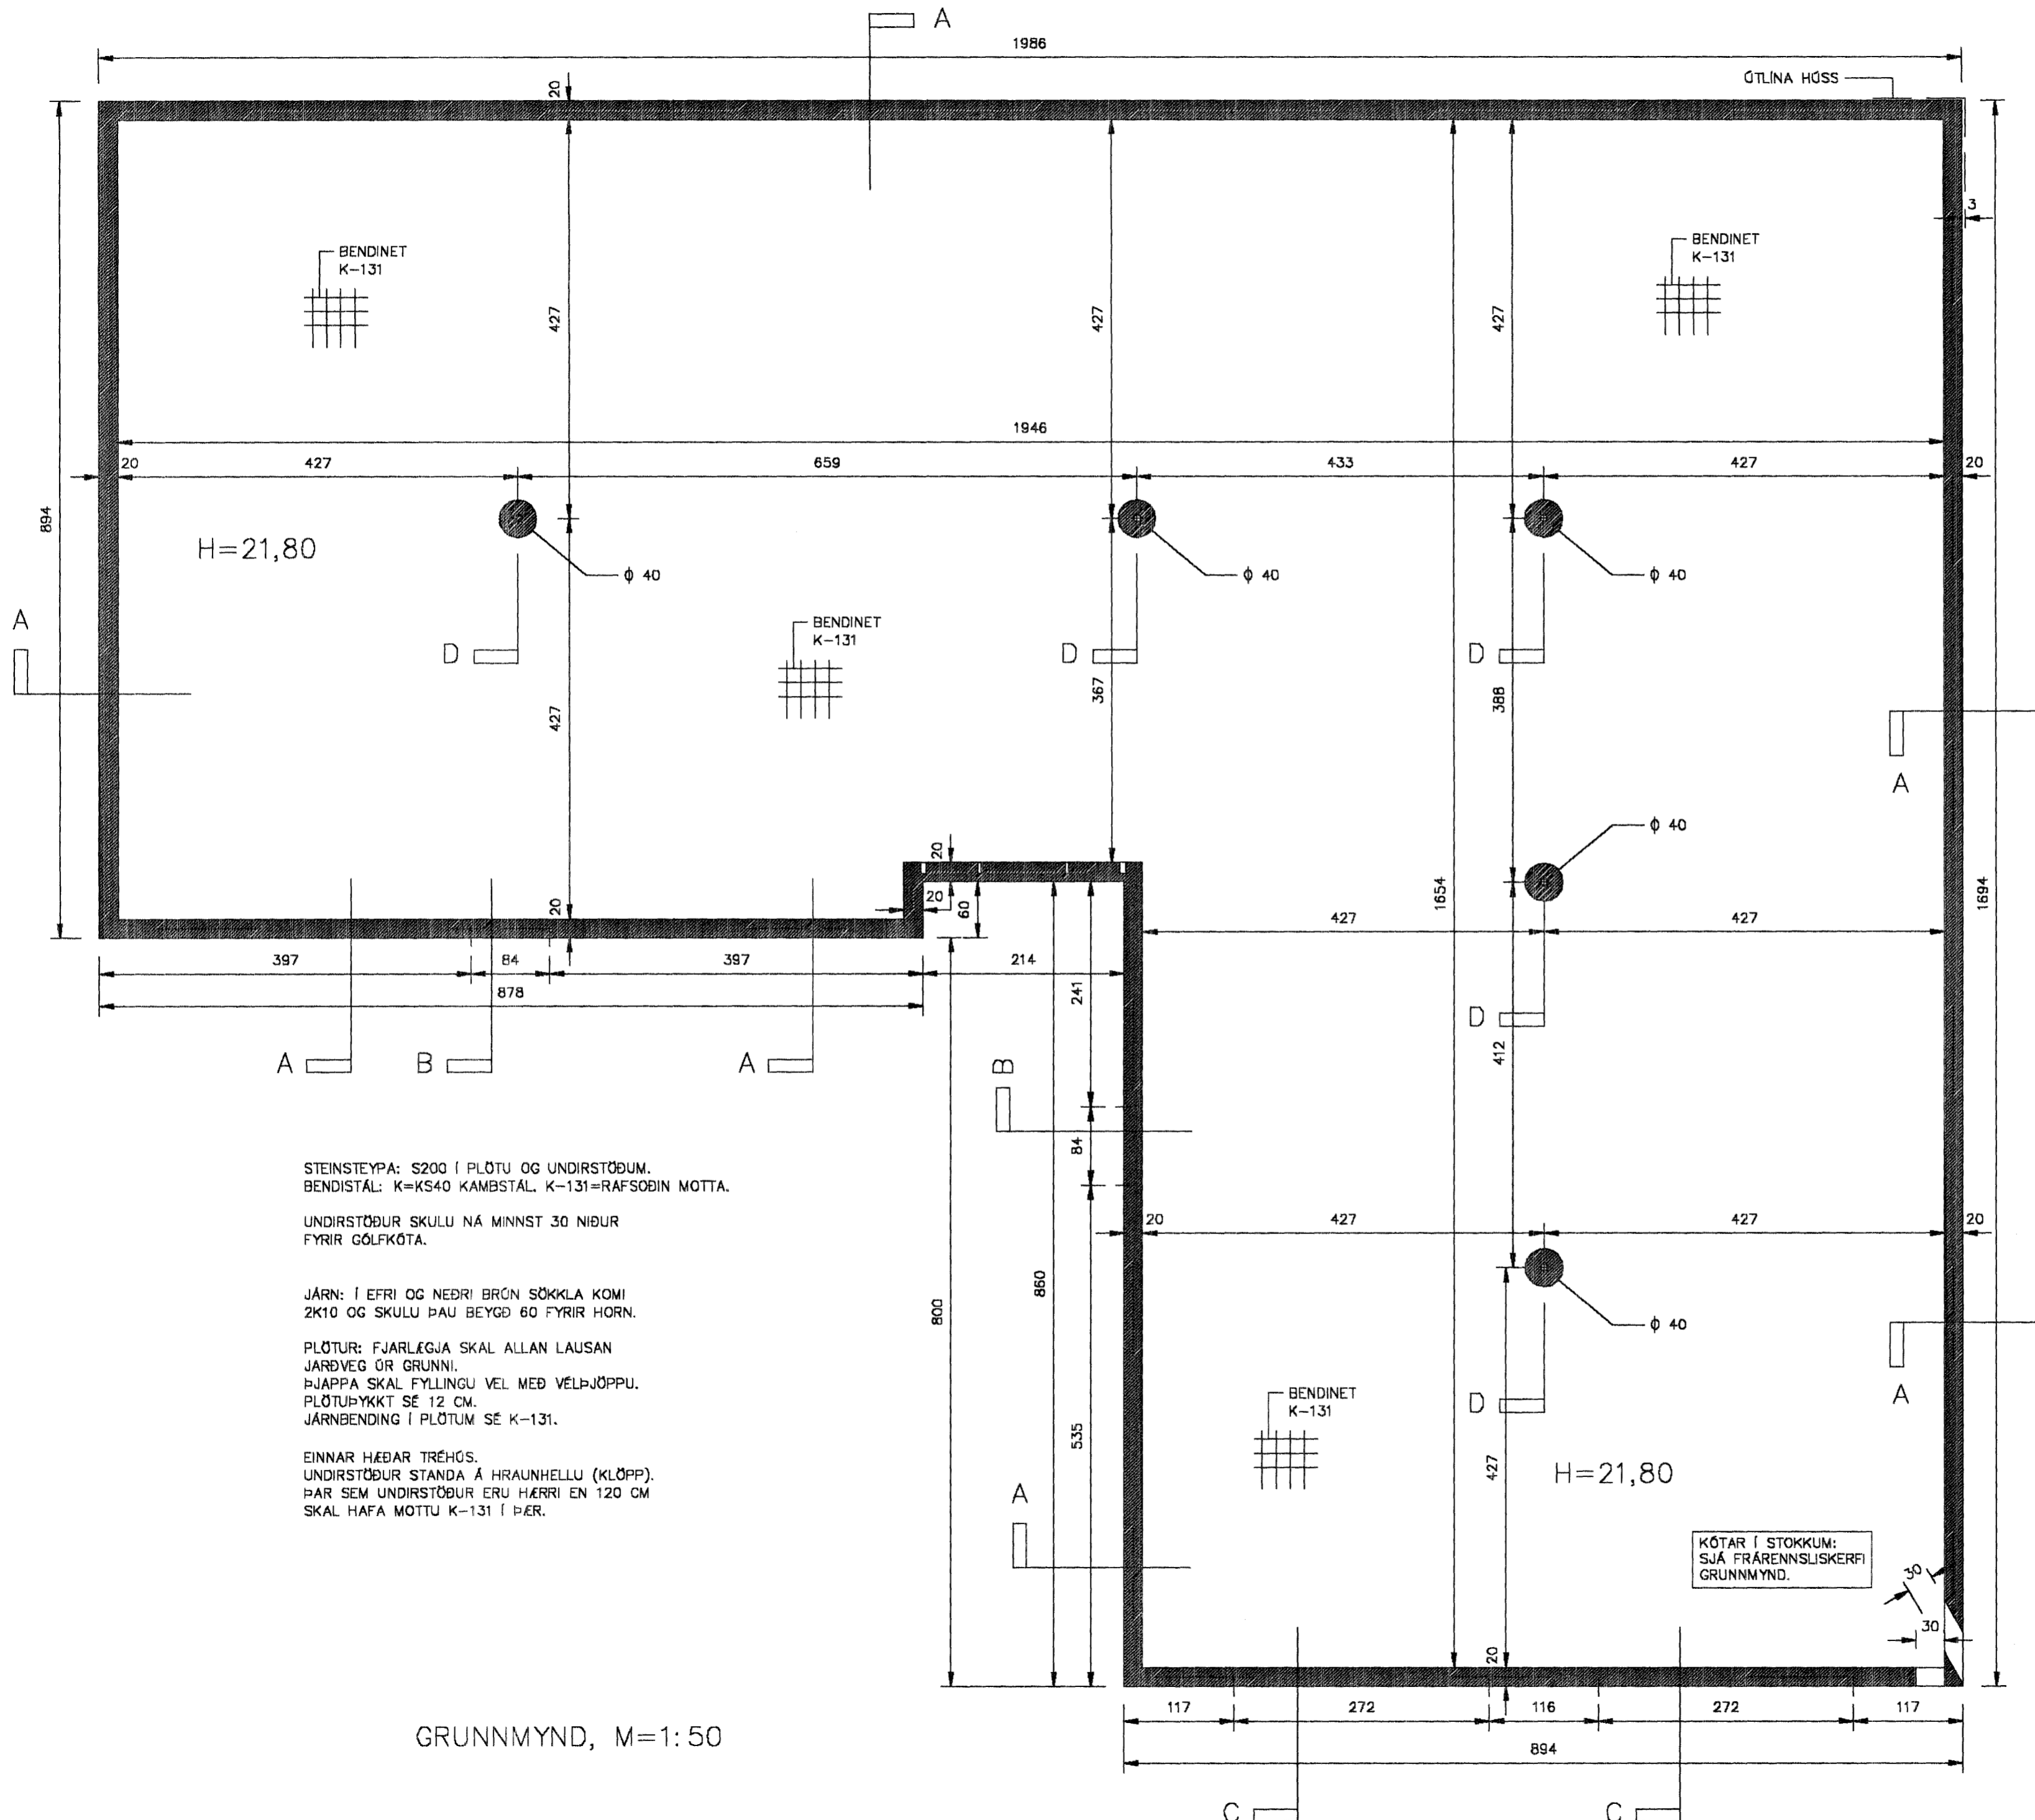 A
1986
ÚTLÍNA HÚSS
20
894
1694
3
BENDINET
K-131
BENDINET
K-131
427
427
427
1946
20
427
659
433
427
20
H=21,80
φ 40
φ 40
φ 40
A
BENDINET
K-131
D
D
D
427
367
388
A
φ 40
20
20
20
60
1654
427
427
397
84
397
214
878
241
D
412
A
B
A
B
84
STEINSTEYPA: S200 Í PLÖTU OG UNDIRSTÖÐUM.
BENDISTÁL: K=KS40 KAMBSTÁL. K-131=RAFSOÐIN MOTTA.
UNDIRSTÖÐUR SKULU NÁ MINNST 30 NIÐUR
FYRIR GÓLFKÓTA.
JÁRN: Í EFRI OG NEÐRI BRÚN SÖKKLA KOMI
2K10 OG SKULU ÞAU BEYGÐ 60 FYRIR HORN.
PLÖTUR: FJARLÆGJA SKAL ALLAN LAUSAN
JARÐVEG ÚR GRUNNI.
ÞJAPPA SKAL FYLLINGU VEL MEÐ VÉLÞJÖPPU.
PLÖTUÞYKKT SÉ 12 CM.
JÁRNBENDING Í PLÖTUM SÉ K-131.
EINNAR HÆÐAR TRÉHÚS.
UNDIRSTÖÐUR STANDA Á HRAUNHELLU (KLÖPP).
ÞAR SEM UNDIRSTÖÐUR ERU HÆRRI EN 120 CM
SKAL HAFA MOTTU K-131 Í ÞÆR.
20
427
427
20
800
860
535
φ 40
A
D
BENDINET
K-131
427
H=21,80
A
KÓTAR Í STOKKUM:
SJÁ FRÁRENNSLISKERFI
GRUNNMYND.
30
30
20
117
272
116
272
117
894
GRUNNMYND, M=1:50
C
C